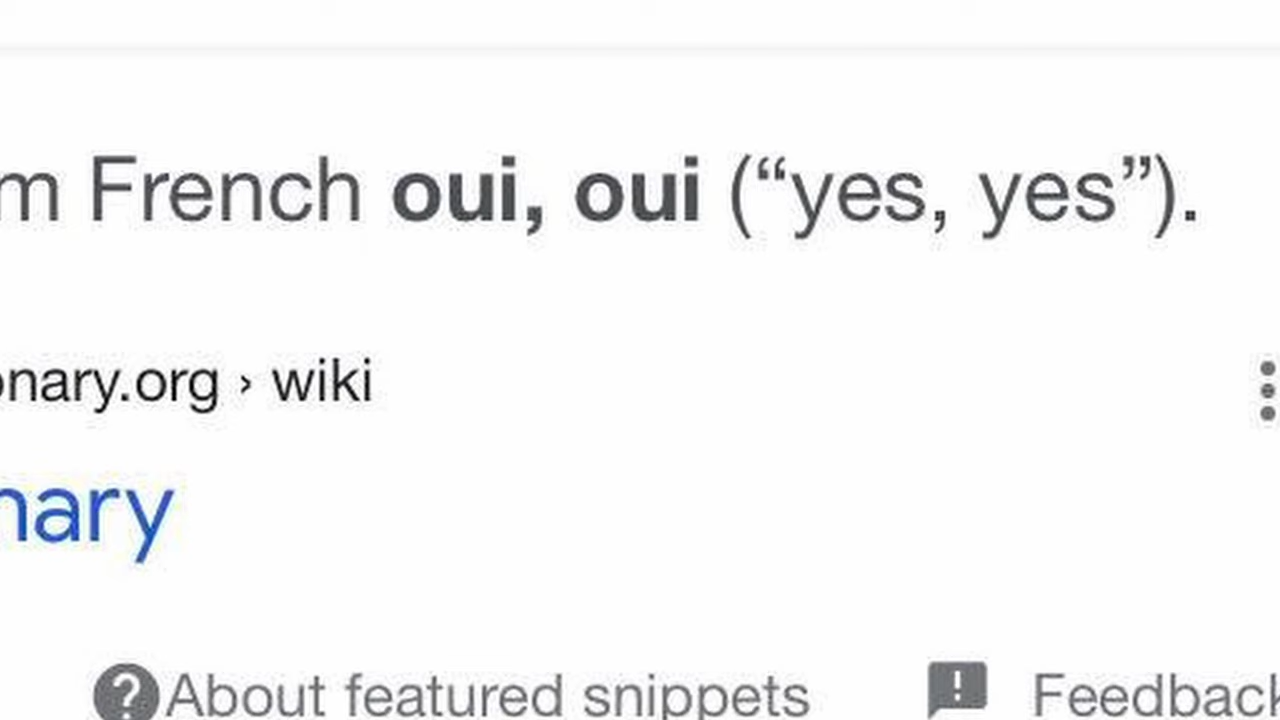 m French oui, oui (“yes, yes”).
onary.org › wiki
nary
About featured snippets
Feedback